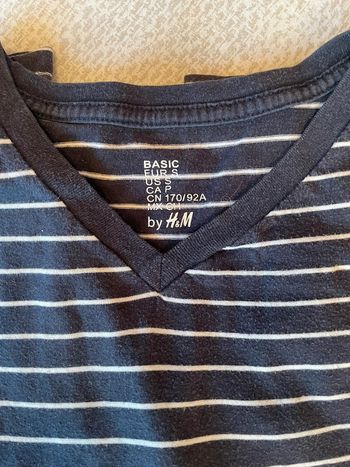 BASIC
EUR S
US S
CA P
CN 170/92A
MX CH
by H&M